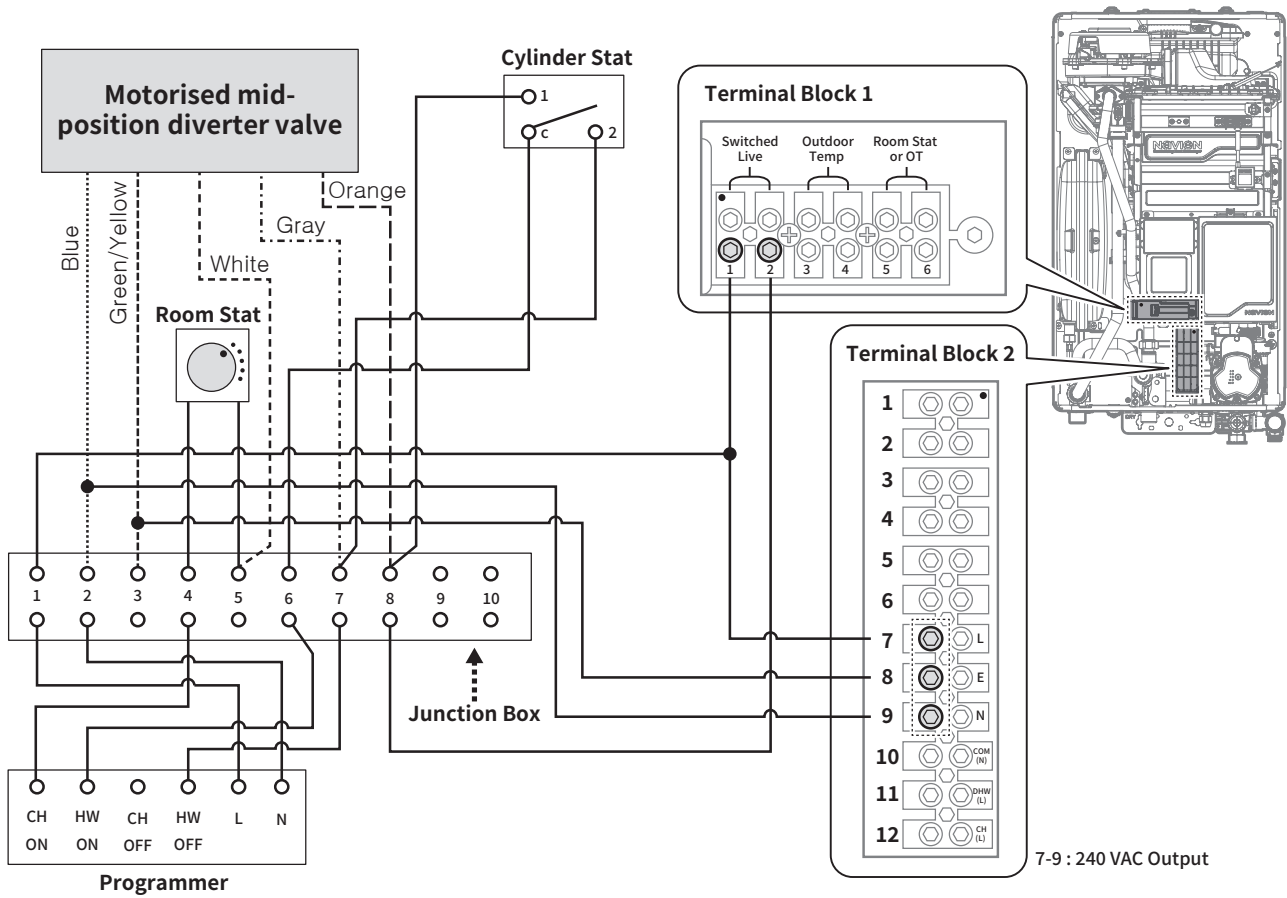 Motorised mid-
position diverter valve
Cylinder Stat
1
c
2
Orange
Gray
White
Blue
Green/Yellow
Room Stat
1
2
3
4
5
6
7
8
9
10
Junction Box
CH
ON
HW
ON
CH
OFF
HW
OFF
L
N
Programmer
Terminal Block 1
Switched
Live
Outdoor
Temp
Room Stat
or OT
1
2
3
4
5
6
Terminal Block 2
1
2
3
4
5
6
7
L
8
E
9
N
10
COM
(N)
11
DHW
(L)
12
CH
(L)
7-9 : 240 VAC Output
NAVIEN
NAVIEN